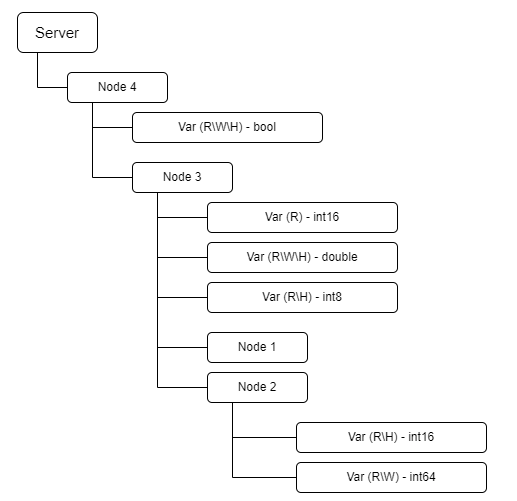 Server
Node 4
Var (R\W\H) - bool
Node 3
Var (R) - int16
Var (R\W\H) - double
Var (R\H) - int8
Node 1
Node 2
Var (R\H) - int16
Var (R\W) - int64